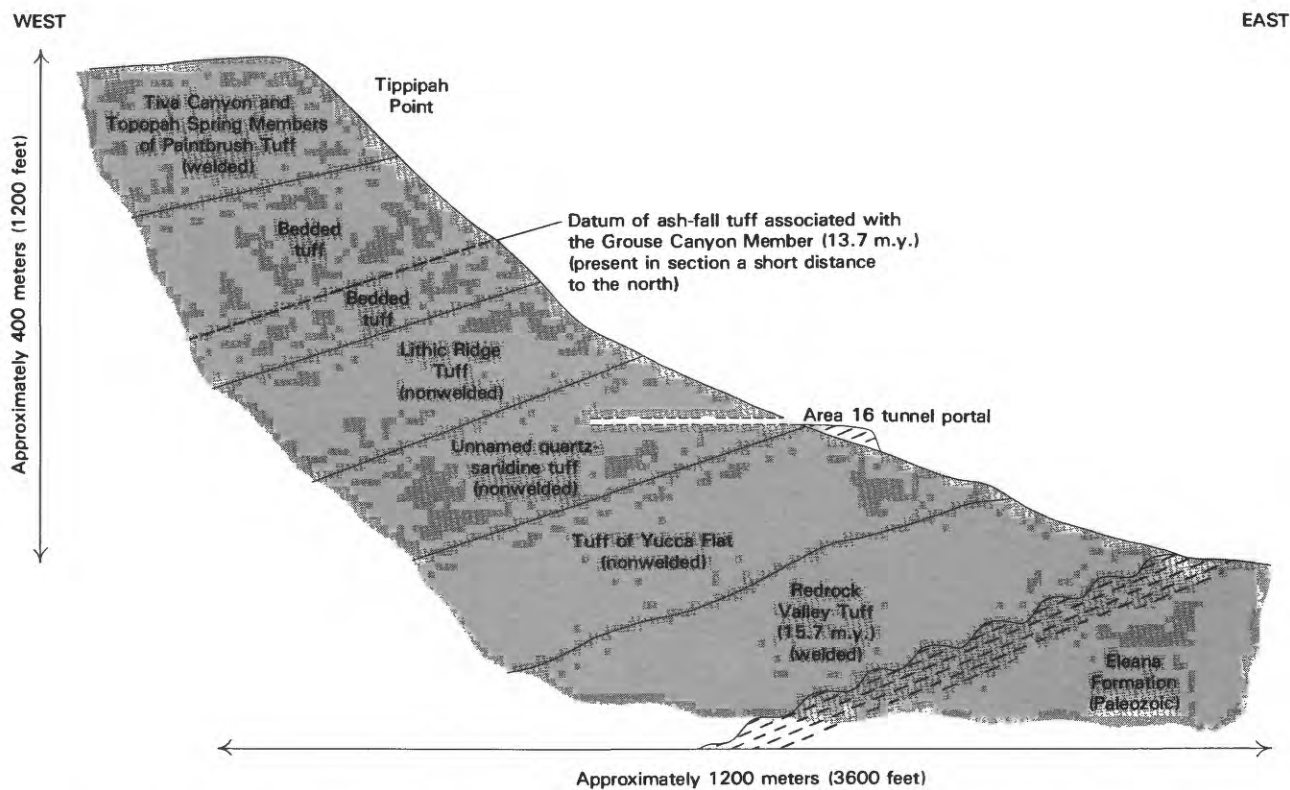 WEST
EAST
Tippipah
Point
Tiva Canyon and
Topopah Spring Members
of Paintbrush Tuff
(welded)
Approximately 400 meters (1200 feet)
Bedded
tuff
Datum of ash-fall tuff associated with
the Grouse Canyon Member (13.7 m.y.)
(present in section a short distance
to the north)
Bedded
tuff
Lithic Ridge
Tuff
(nonwelded)
Area 16 tunnel portal
Unnamed quartz-
sanidine tuff
(nonwelded)
Tuff of Yucca Flat
(nonwelded)
Redrock
Valley Tuff
(15.7 m.y.)
(welded)
Eleana
Formation
(Paleozoic)
Approximately 1200 meters (3600 feet)